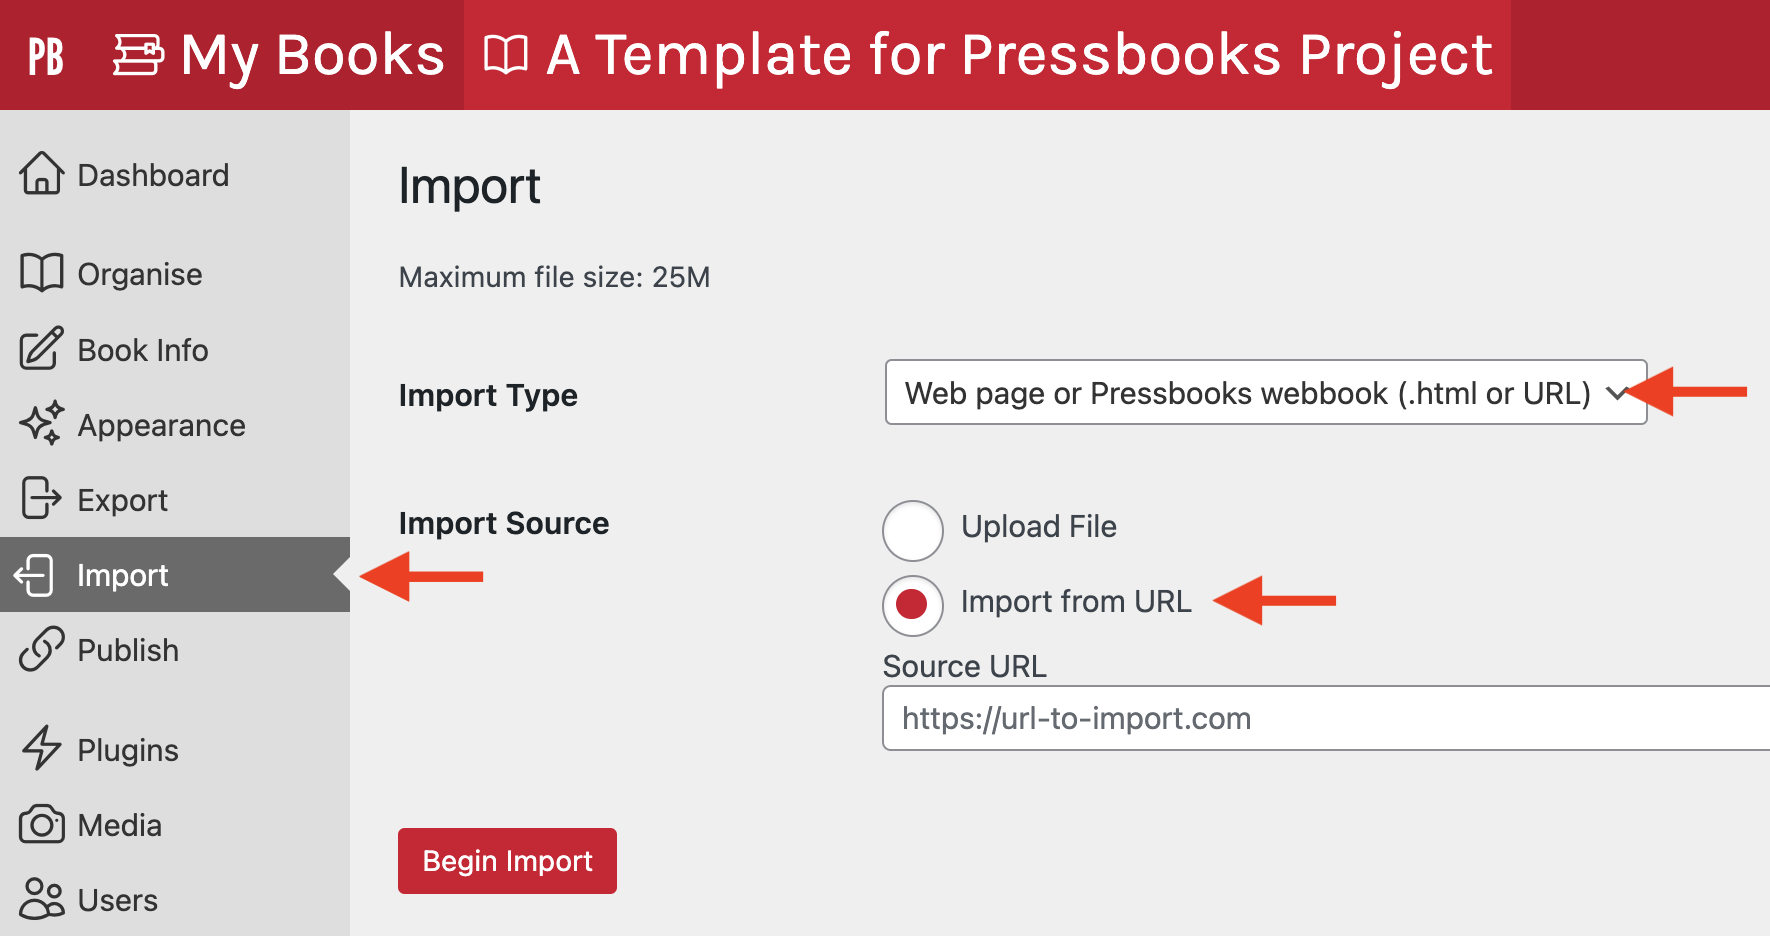 PB My Books A Template for Pressbooks Project
Dashboard
Organise
Book Info
Appearance
Export
Import
Publish
Plugins
Media
Users
Import
Maximum file size: 25M
Import Type
Web page or Pressbooks webbook (.html or URL)
Import Source
Upload File
Import from URL
Source URL
https://url-to-import.com
Begin Import